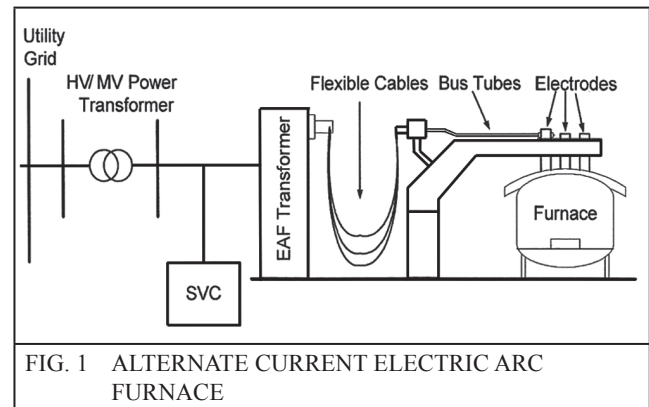 Utility
Grid
HV/MV Power
Transformer
Flexible Cables
Bus Tubes
Electrodes
EAF Transformer
Furnace
SVC
FIG. 1 ALTERNATE CURRENT ELECTRIC ARC
FURNACE